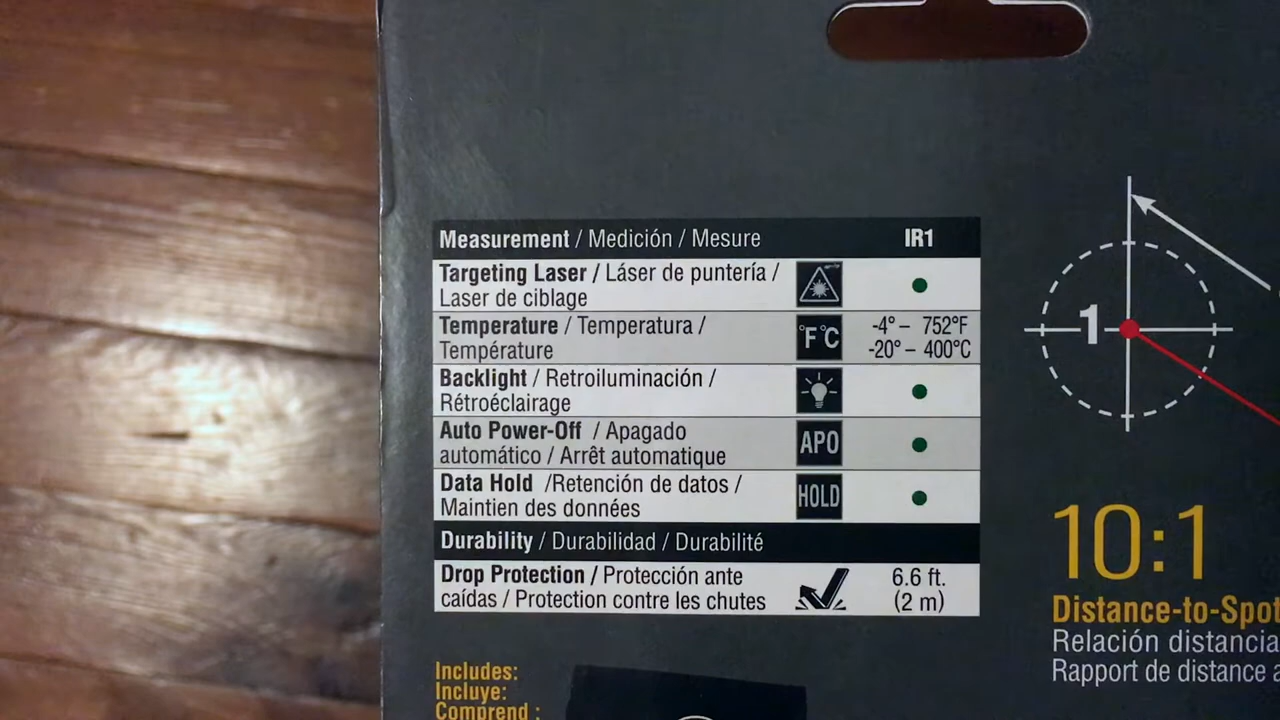 Measurement / Medición / Mesure IR1
Targeting Laser / Láser de puntería /
Laser de ciblage
Temperature / Temperatura / °F°C -4° – 752°F
Température -20° – 400°C
Backlight / Retroiluminación /
Rétroéclairage
Auto Power-Off / Apagado APO
automático / Arrêt automatique
Data Hold /Retención de datos / HOLD
Maintien des données
Durability / Durabilidad / Durabilité
Drop Protection / Protección ante 6.6 ft.
caídas / Protection contre les chutes (2 m)
Includes:
Incluye:
Comprend :
1
10:1
Distance-to-Spot
Relación distancia
Rapport de distance